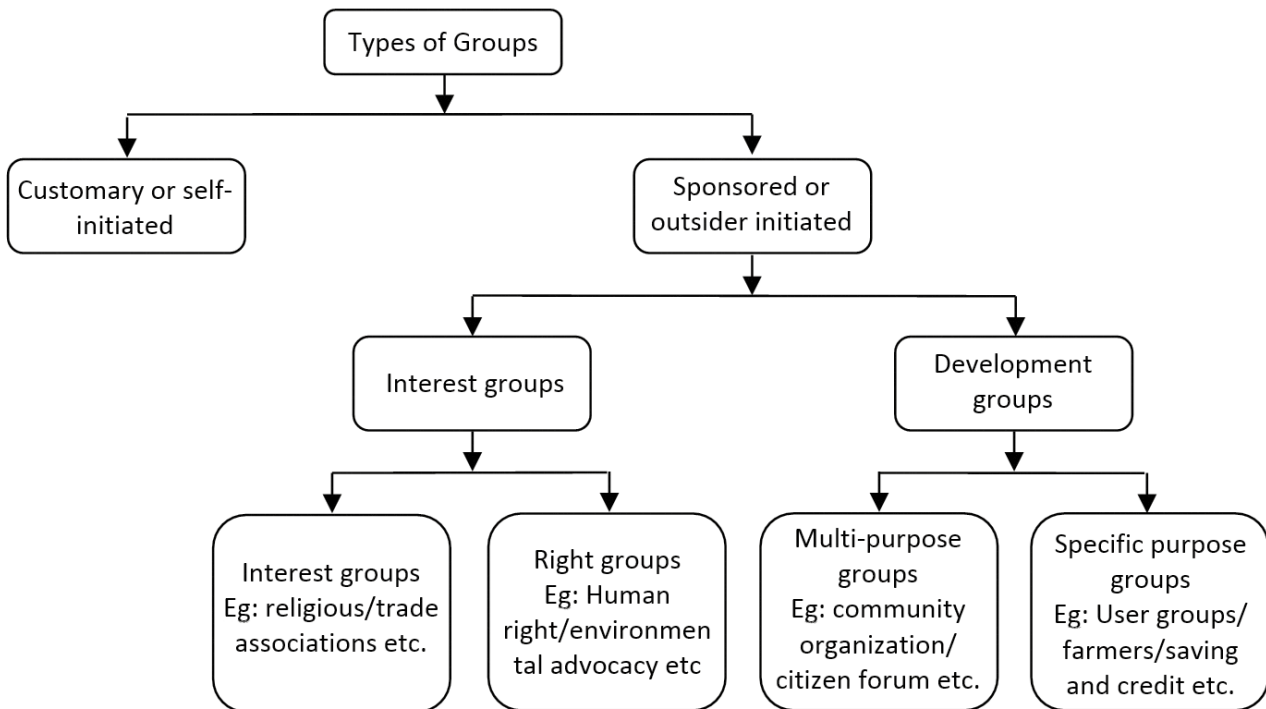 Types of Groups
Customary or self-
initiated
Sponsored or
outsider initiated
Interest groups
Development
groups
Interest groups
Eg: religious/trade
associations etc.
Right groups
Eg: Human
right/environmen
tal advocacy etc
Multi-purpose
groups
Eg: community
organization/
citizen forum etc.
Specific purpose
groups
Eg: User groups/
farmers/saving
and credit etc.